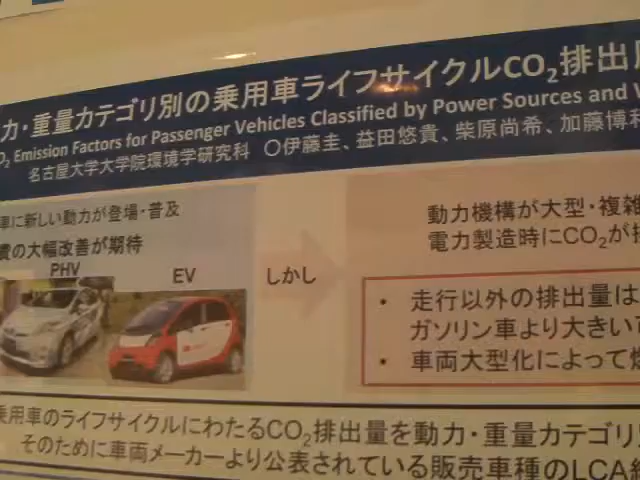 力・重量カテゴリ別の乗用車ライフサイクルCO₂排出
Emission Factors for Passenger Vehicles Classified by Power Sources and
名古屋大学大学院環境学研究科 〇伊藤圭、益田悠貴、柴原尚希、加藤博和
車に新しい動力が登場・普及
費の大幅改善が期待
PHV
EV
しかし
動力機構が大型・複雑
電力製造時にCO₂が排
• 走行以外の排出量は
ガソリン車より大きい
• 車両大型化によって燃
乗用車のライフサイクルにわたるCO₂排出量を動力・重量カテゴリ
そのために車両メーカーより公表されている販売車種のLCA結